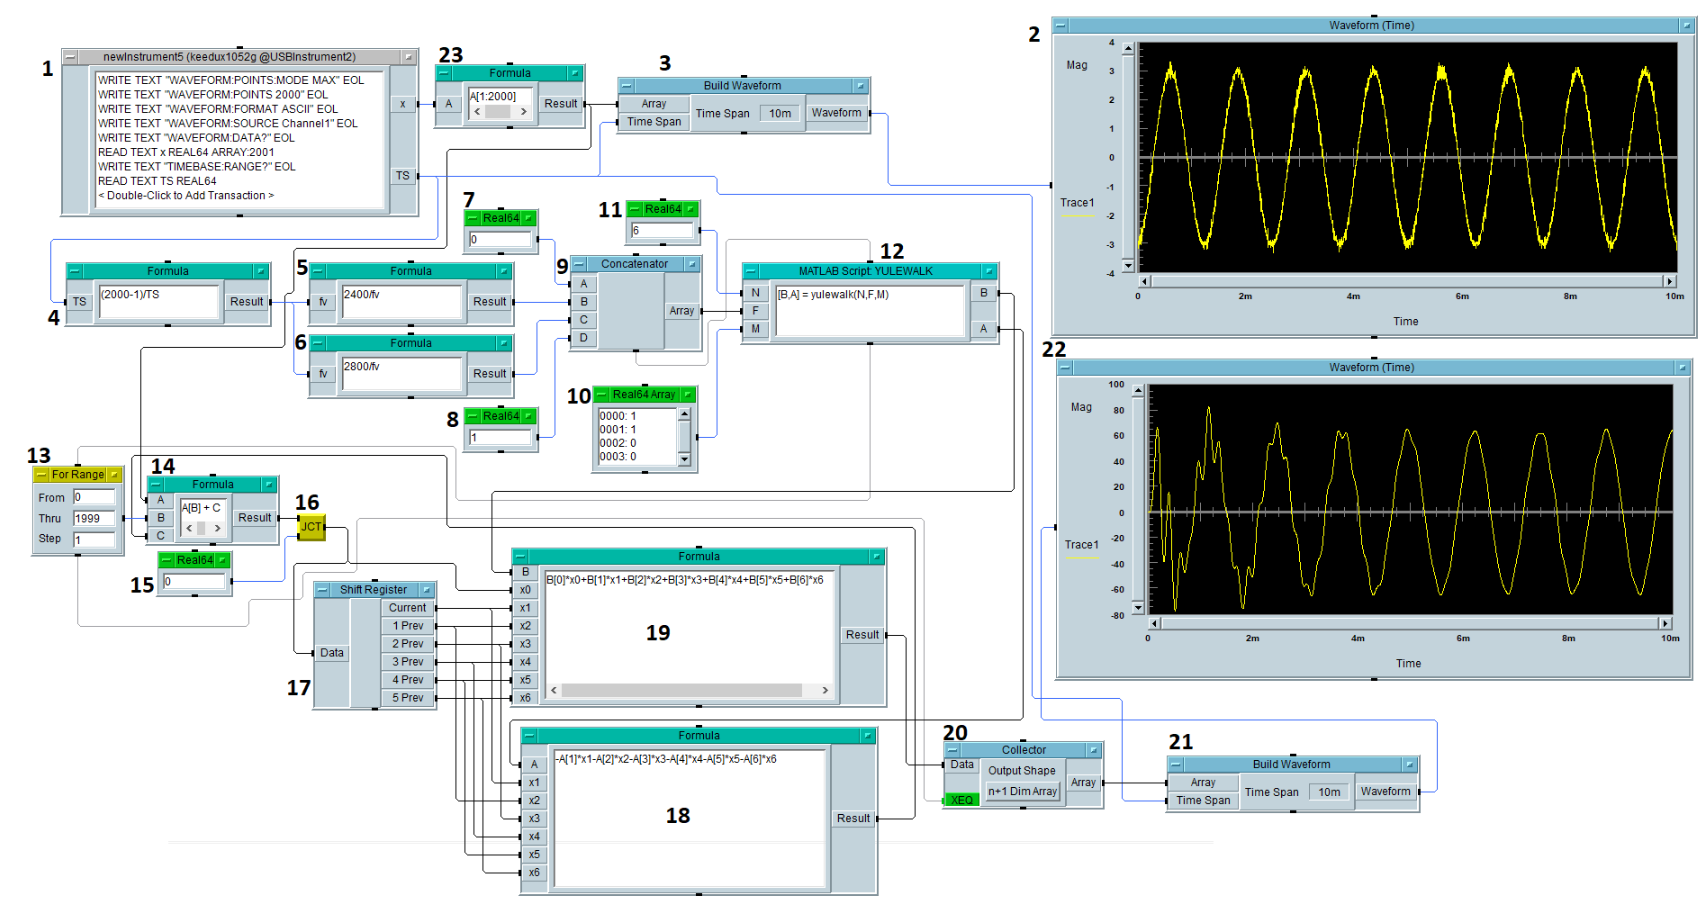 1
newInstrument5 (keedux1052g @USBInstrument2)
WRITE TEXT "WAVEFORM:POINTS:MODE MAX" EOL
WRITE TEXT "WAVEFORM:POINTS 2000" EOL
WRITE TEXT "WAVEFORM:FORMAT ASCII" EOL
WRITE TEXT "WAVEFORM:SOURCE Channel1" EOL
WRITE TEXT "WAVEFORM:DATA?" EOL
READ TEXT x REAL64 ARRAY:2001
WRITE TEXT "TIMEBASE:RANGE?" EOL
READ TEXT TS REAL64
< Double-Click to Add Transaction >
x
TS
23
Formula
A
A[1:2000]
Result
3
Build Waveform
Array
Time Span
Time Span
10m
Waveform
2
Waveform (Time)
Mag
Trace1
4
3
2
1
0
-1
-2
-3
-4
0
2m
4m
6m
8m
10m
Time
4
Formula
TS
(2000-1)/TS
Result
5
Formula
fv
2400/fv
Result
6
Formula
fv
2800/fv
Result
7
Real64
0
8
Real64
1
9
Concatenator
A
B
C
D
Array
10
Real64 Array
0000: 1
0001: 1
0002: 0
0003: 0
11
Real64
6
12
MATLAB Script: YULEWALK
N
F
M
[B,A] = yulewalk(N,F,M)
B
A
22
Waveform (Time)
Mag
Trace1
100
80
60
40
20
0
-20
-40
-60
-80
0
2m
4m
6m
8m
10m
Time
13
For Range
From 0
Thru 1999
Step 1
14
Formula
A
B
C
A[B] + C
Result
15
Real64
0
16
JCT
17
Shift Register
Data
Current
1 Prev
2 Prev
3 Prev
4 Prev
5 Prev
Formula
B
x0
x1
x2
x3
x4
x5
x6
B[0]*x0+B[1]*x1+B[2]*x2+B[3]*x3+B[4]*x4+B[5]*x5+B[6]*x6
19
Result
Formula
A
x1
x2
x3
x4
x5
x6
-A[1]*x1-A[2]*x2-A[3]*x3-A[4]*x4-A[5]*x5-A[6]*x6
18
Result
20
Collector
Data
XEQ
Output Shape
n+1 Dim Array
Array
21
Build Waveform
Array
Time Span
Time Span
10m
Waveform